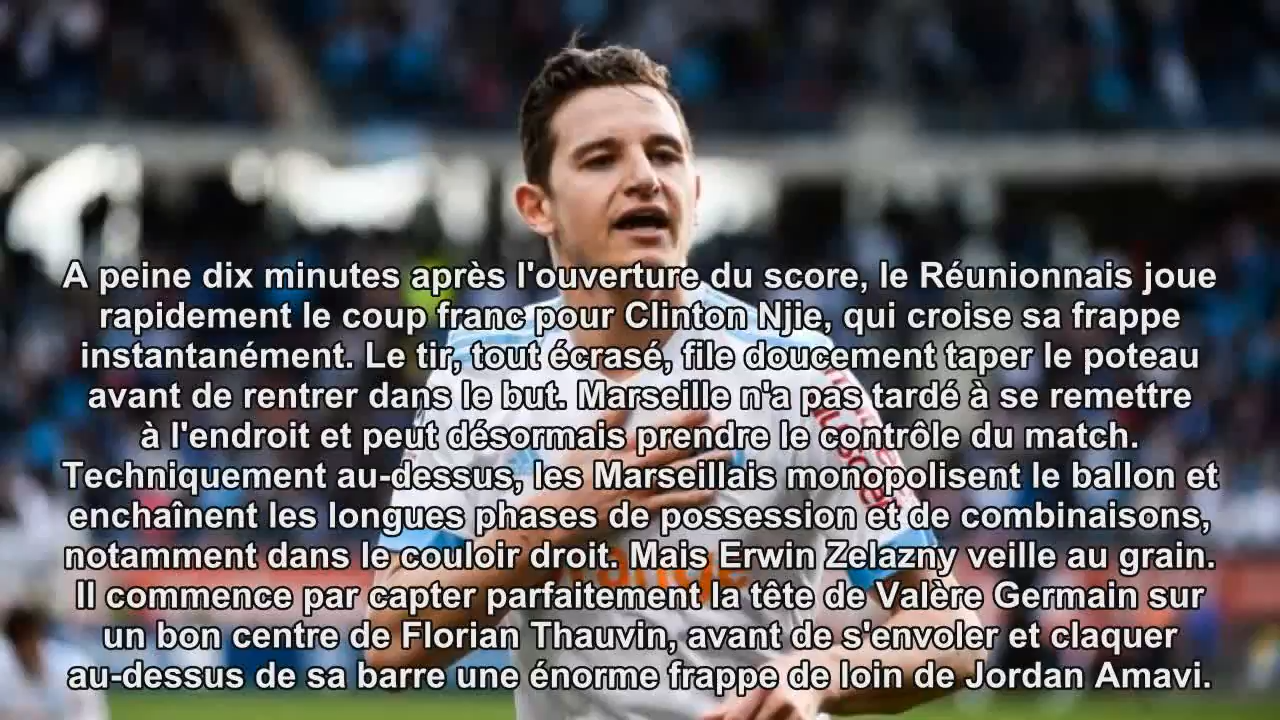 A peine dix minutes après l'ouverture du score, le Réunionnais joue
rapidement le coup franc pour Clinton Njie, qui croise sa frappe
instantanément. Le tir, tout écrasé, file doucement taper le poteau
avant de rentrer dans le but. Marseille n'a pas tardé à se remettre
à l'endroit et peut désormais prendre le contrôle du match.
Techniquement au-dessus, les Marseillais monopolisent le ballon et
enchaînent les longues phases de possession et de combinaisons,
notamment dans le couloir droit. Mais Erwin Zelazny veille au grain.
Il commence par capter parfaitement la tête de Valère Germain sur
un bon centre de Florian Thauvin, avant de s'envoler et claquer
au-dessus de sa barre une énorme frappe de loin de Jordan Amavi.